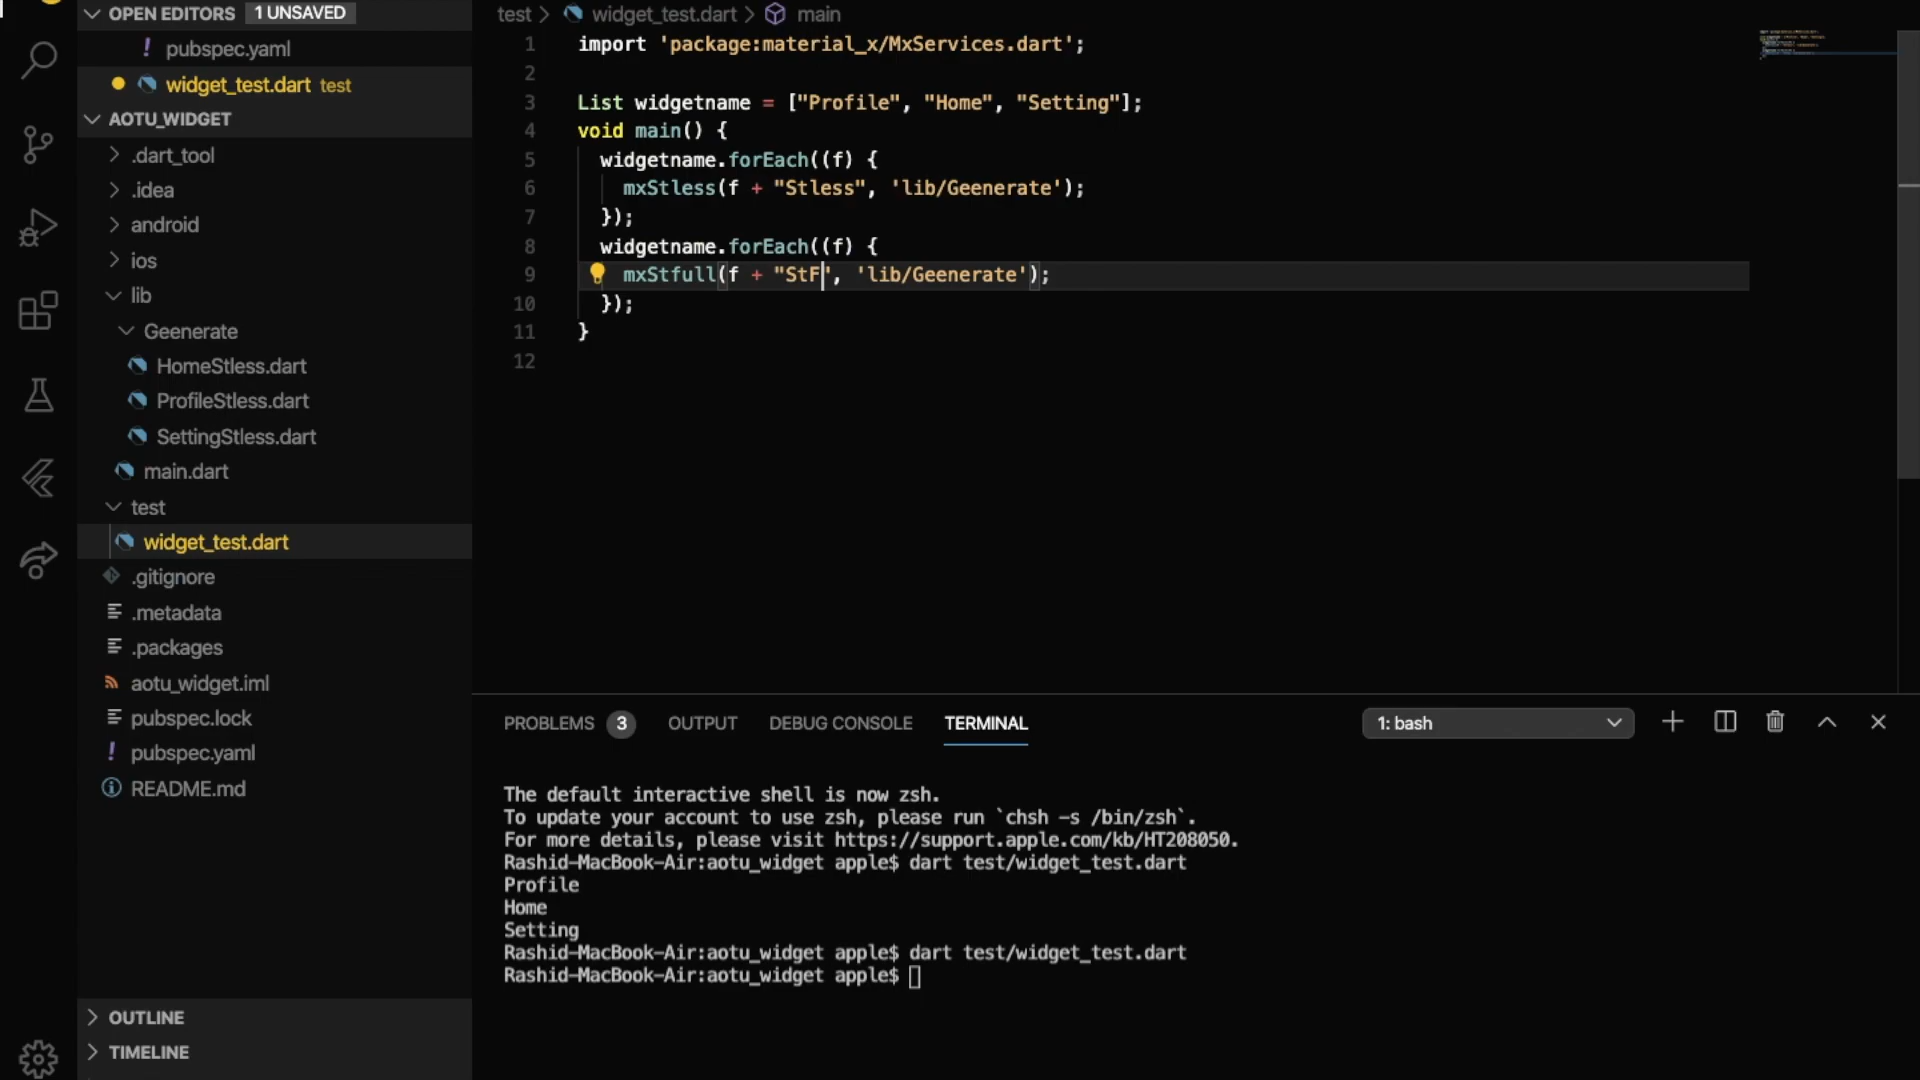 OPEN EDITORS 1 UNSAVED
! pubspec.yaml
widget_test.dart test
AOTU_WIDGET
.dart_tool
.idea
android
ios
lib
Geenerate
HomeStless.dart
ProfileStless.dart
SettingStless.dart
main.dart
test
widget_test.dart
.gitignore
.metadata
.packages
aotu_widget.iml
pubspec.lock
! pubspec.yaml
README.md
OUTLINE
TIMELINE
test > widget_test.dart > main
1 import 'package:material_x/MxServices.dart';
2
3 List widgetname = ["Profile", "Home", "Setting"];
4 void main() {
5 widgetname.forEach((f) {
6 mxStless(f + "Stless", 'lib/Geenerate');
7 });
8 widgetname.forEach((f) {
9 mxStfull(f + "StF", 'lib/Geenerate');
10 });
11 }
12
PROBLEMS 3 OUTPUT DEBUG CONSOLE TERMINAL 1: bash
The default interactive shell is now zsh.
To update your account to use zsh, please run `chsh -s /bin/zsh`.
For more details, please visit https://support.apple.com/kb/HT208050.
Rashid-MacBook-Air:aotu_widget apple$ dart test/widget_test.dart
Profile
Home
Setting
Rashid-MacBook-Air:aotu_widget apple$ dart test/widget_test.dart
Rashid-MacBook-Air:aotu_widget apple$